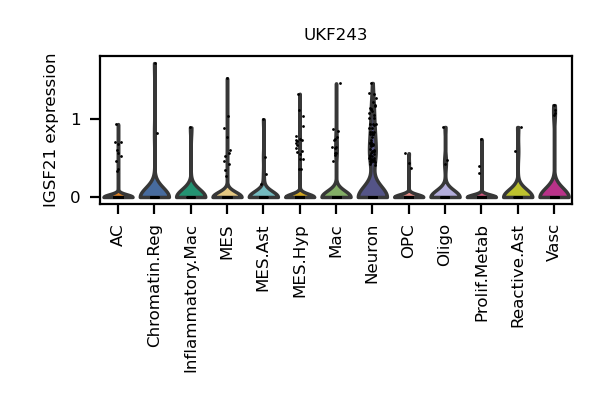 UKF243
IGSF21 expression
1
0
AC
Chromatin.Reg
Inflammatory.Mac
MES
MES.Ast
MES.Hyp
Mac
Neuron
OPC
Oligo
Prolif.Metab
Reactive.Ast
Vasc